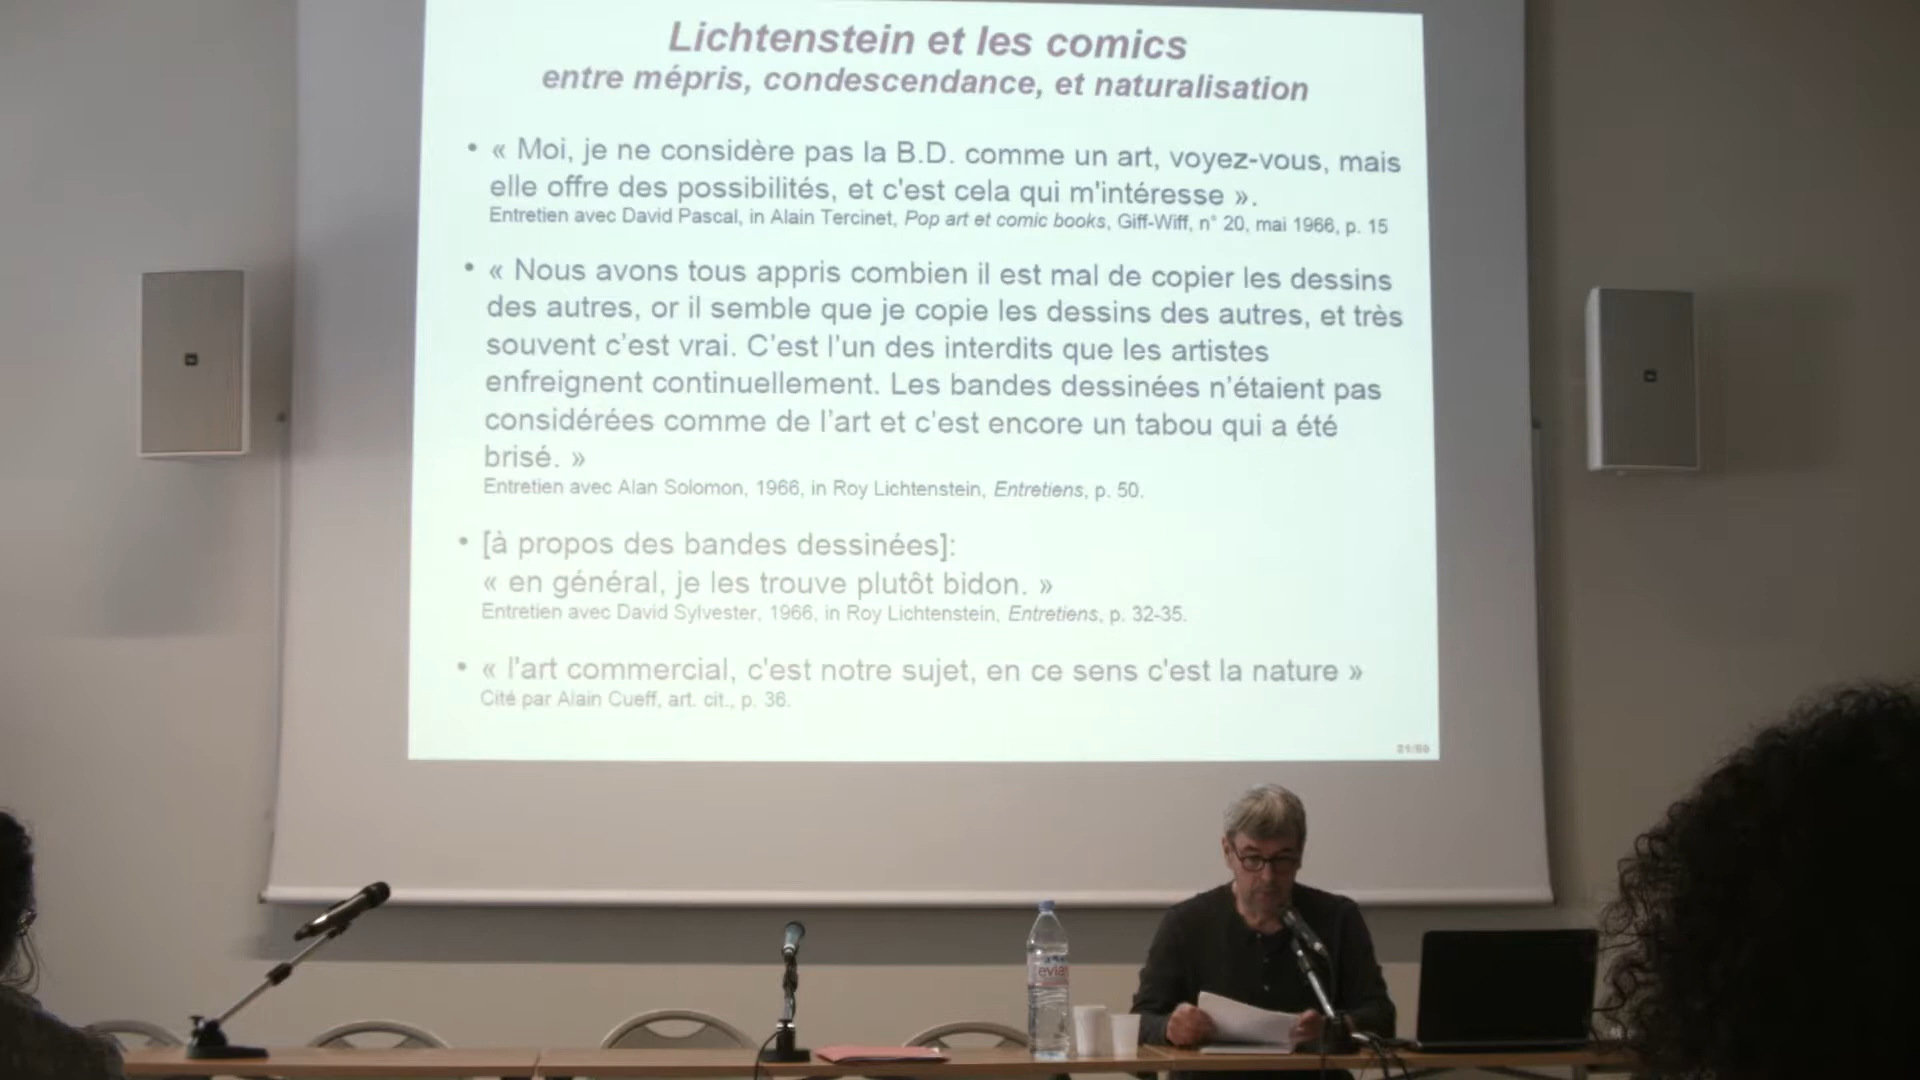 Lichtenstein et les comics
entre mépris, condescendance, et naturalisation
• « Moi, je ne considère pas la B.D. comme un art, voyez-vous, mais
elle offre des possibilités, et c'est cela qui m'intéresse ».
Entretien avec David Pascal, in Alain Tercinet, Pop art et comic books, Giff-Wiff, n° 20, mai 1966, p. 15
• « Nous avons tous appris combien il est mal de copier les dessins
des autres, or il semble que je copie les dessins des autres, et très
souvent c’est vrai. C’est l’un des interdits que les artistes
enfreignent continuellement. Les bandes dessinées n’étaient pas
considérées comme de l’art et c’est encore un tabou qui a été
brisé. »
Entretien avec Alan Solomon, 1966, in Roy Lichtenstein, Entretiens, p. 50.
• [à propos des bandes dessinées]:
« en général, je les trouve plutôt bidon. »
Entretien avec David Sylvester, 1966, in Roy Lichtenstein, Entretiens, p. 32-35.
• « l'art commercial, c'est notre sujet, en ce sens c'est la nature »
Cité par Alain Cueff, art. cit., p. 36.
evian